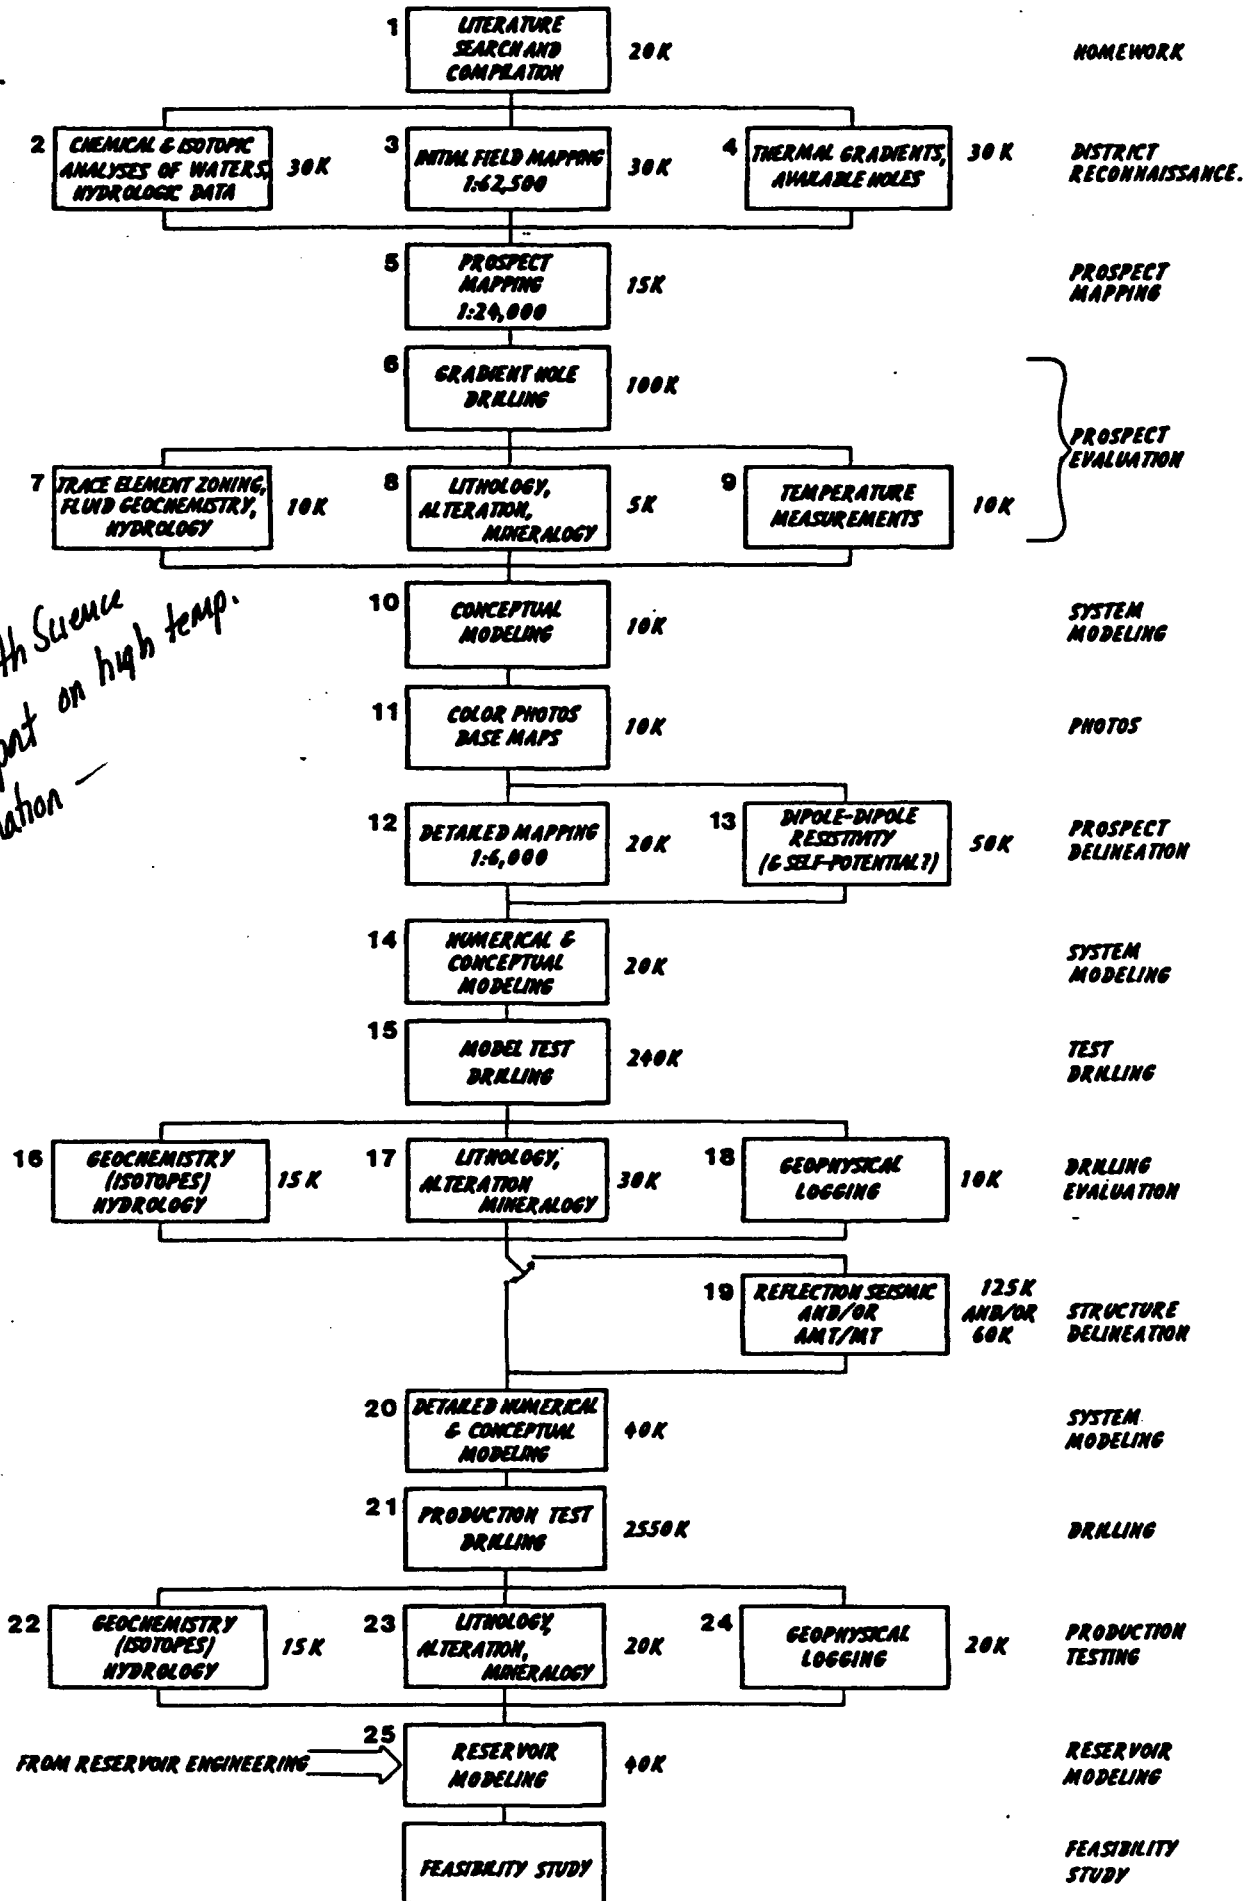 1
LITERATURE
SEARCH AND
COMPILATION
20K
HOMEWORK
2
CHEMICAL & ISOTOPIC
ANALYSES OF WATERS,
HYDROLOGIC DATA
30K
3
INITIAL FIELD MAPPING
1:62,500
30K
4
THERMAL GRADIENTS,
AVAILABLE HOLES
30K
DISTRICT
RECONNAISSANCE.
5
PROSPECT
MAPPING
1:24,000
15K
PROSPECT
MAPPING
6
GRADIENT HOLE
DRILLING
100K
PROSPECT
EVALUATION
7
TRACE ELEMENT ZONING,
FLUID GEOCHEMISTRY,
HYDROLOGY
10K
8
LITHOLOGY,
ALTERATION,
MINERALOGY
5K
9
TEMPERATURE
MEASUREMENTS
10K
th Science
on high temp.
10
CONCEPTUAL
MODELING
10K
SYSTEM
MODELING
11
COLOR PHOTOS
BASE MAPS
10K
PHOTOS
12
DETAILED MAPPING
1:6,000
20K
13
DIPOLE-DIPOLE
RESISTIVITY
(& SELF-POTENTIAL?)
50K
PROSPECT
DELINEATION
14
NUMERICAL &
CONCEPTUAL
MODELING
20K
SYSTEM
MODELING
15
MODEL TEST
DRILLING
240K
TEST
DRILLING
16
GEOCHEMISTRY
(ISOTOPES)
HYDROLOGY
15K
17
LITHOLOGY,
ALTERATION
MINERALOGY
30K
18
GEOPHYSICAL
LOGGING
10K
DRILLING
EVALUATION
19
REFLECTION SEISMIC
AND/OR
AMT/MT
125K
AND/OR
60K
STRUCTURE
DELINEATION
20
DETAILED NUMERICAL
& CONCEPTUAL
MODELING
40K
SYSTEM
MODELING
21
PRODUCTION TEST
DRILLING
2550K
DRILLING
22
GEOCHEMISTRY
(ISOTOPES)
HYDROLOGY
15K
23
LITHOLOGY,
ALTERATION,
MINERALOGY
20K
24
GEOPHYSICAL
LOGGING
20K
PRODUCTION
TESTING
FROM RESERVOIR ENGINEERING
25
RESERVOIR
MODELING
40K
RESERVOIR
MODELING
FEASIBILITY STUDY
FEASIBILITY
STUDY